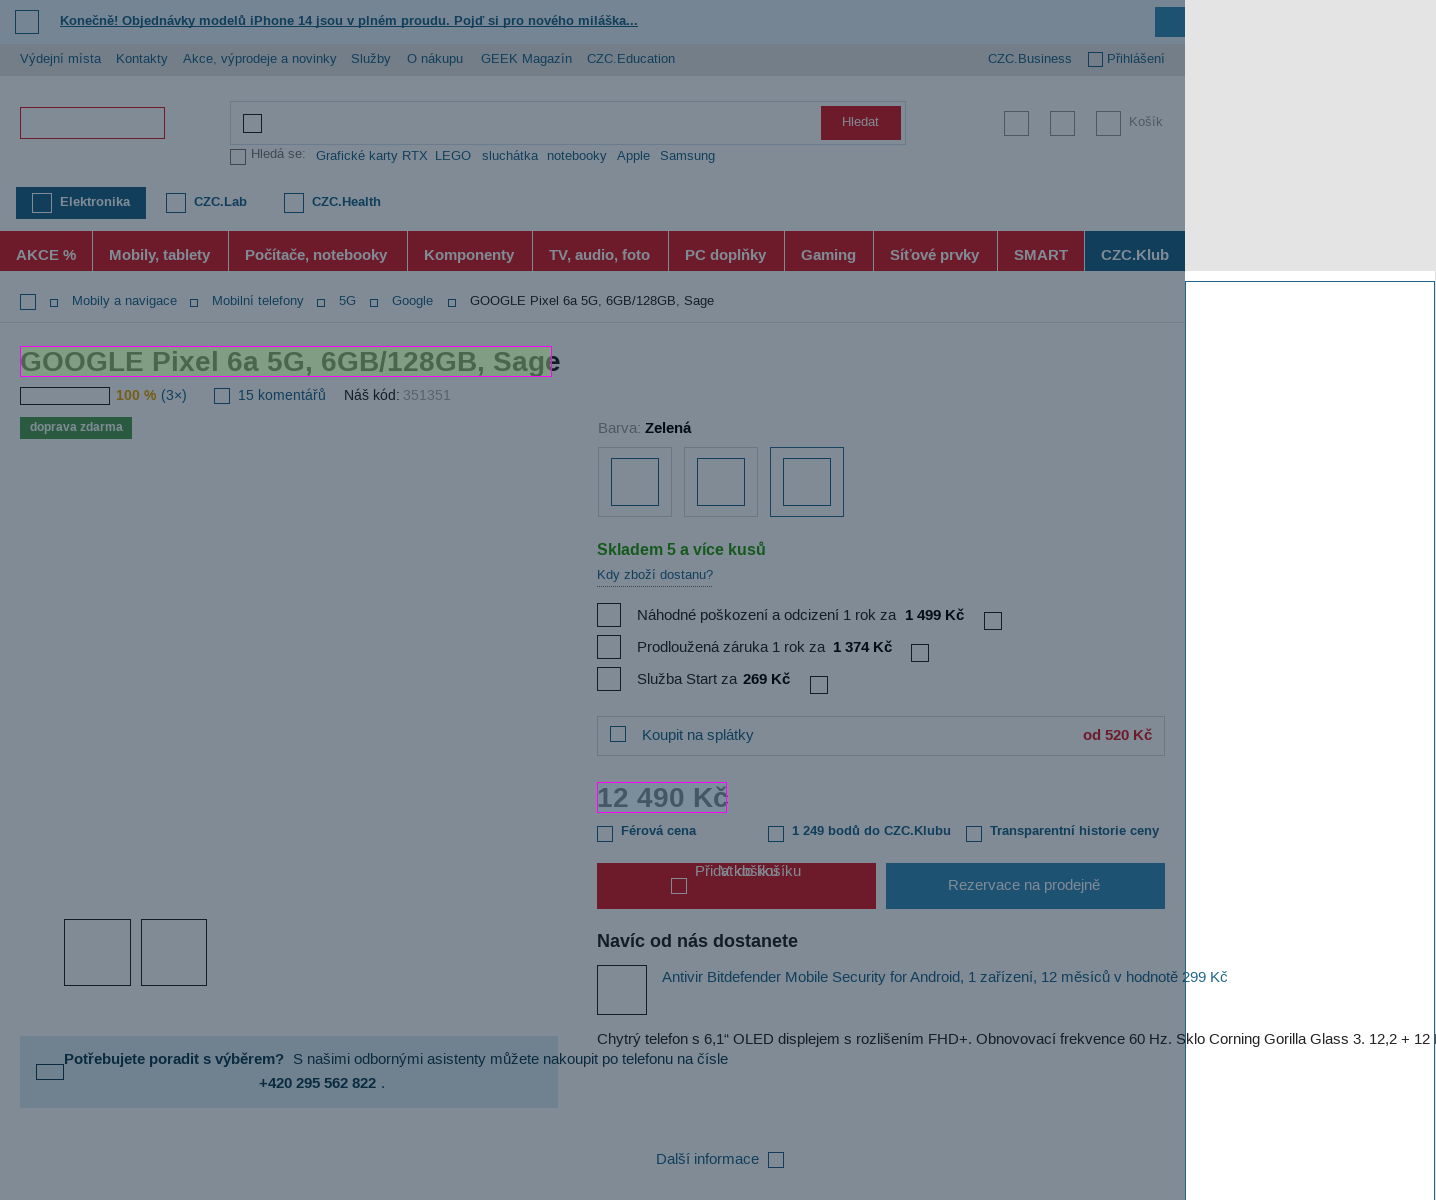 Konečně! Objednávky modelů iPhone 14 jsou v plném proudu. Pojď si pro nového miláška...
Výdejní místa Kontakty Akce, výprodeje a novinky Služby O nákupu GEEK Magazín CZC.Education CZC.Business Přihlášení
Hledat Košík
Hledá se: Grafické karty RTX LEGO sluchátka notebooky Apple Samsung
Elektronika CZC.Lab CZC.Health
AKCE % Mobily, tablety Počítače, notebooky Komponenty TV, audio, foto PC doplňky Gaming Síťové prvky SMART CZC.Klub
Mobily a navigace Mobilní telefony 5G Google GOOGLE Pixel 6a 5G, 6GB/128GB, Sage
GOOGLE Pixel 6a 5G, 6GB/128GB, Sage
100 % (3×) 15 komentářů Náš kód: 351351
doprava zdarma
Barva: Zelená
Skladem 5 a více kusů
Kdy zboží dostanu?
Náhodné poškození a odcizení 1 rok za 1 499 Kč
Prodloužená záruka 1 rok za 1 374 Kč
Služba Start za 269 Kč
Koupit na splátky od 520 Kč
12 490 Kč
Férová cena 1 249 bodů do CZC.Klubu Transparentní historie ceny
Přidat do košíku
V košíku
Rezervace na prodejně
Navíc od nás dostanete
Antivir Bitdefender Mobile Security for Android, 1 zařízení, 12 měsíců v hodnotě 299 Kč
Chytrý telefon s 6,1“ OLED displejem s rozlišením FHD+. Obnovovací frekvence 60 Hz. Sklo Corning Gorilla Glass 3. 12,2 + 12
Potřebujete poradit s výběrem? S našimi odbornými asistenty můžete nakoupit po telefonu na čísle
+420 295 562 822 .
Další informace